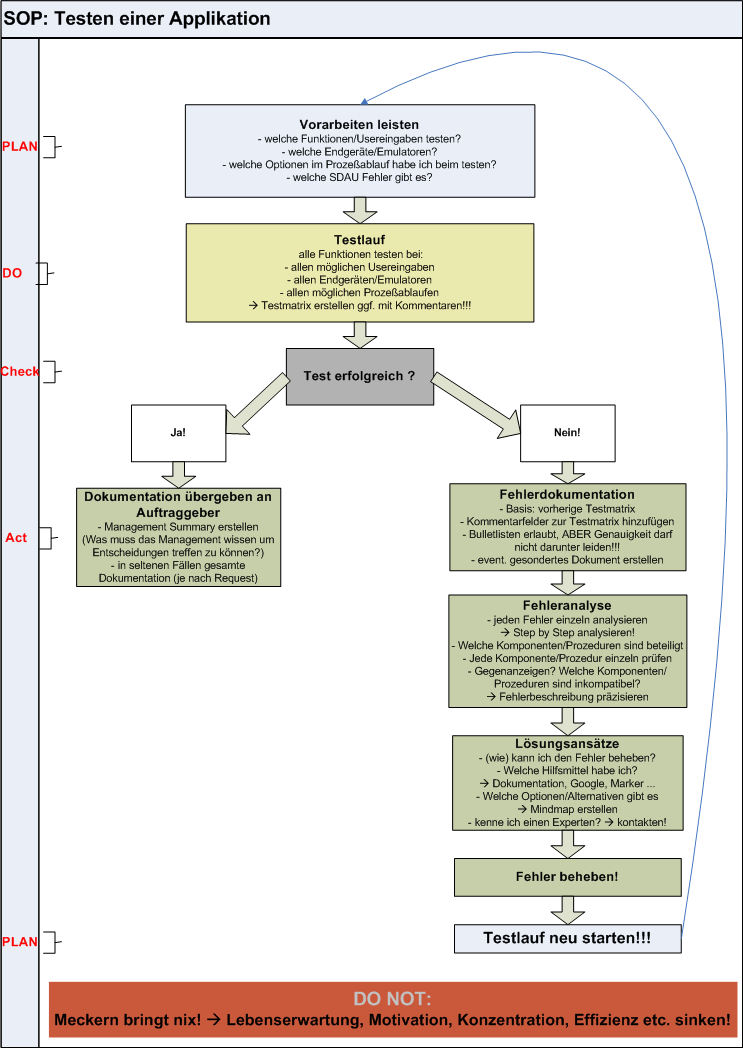 SOP: Testen einer Applikation
PLAN
Vorarbeiten leisten
- welche Funktionen/Usereingaben testen?
- welche Endgeräte/Emulatoren?
- welche Optionen im Prozeßablauf habe ich beim testen?
- welche SDAU Fehler gibt es?
DO
Testlauf
alle Funktionen testen bei:
- allen möglichen Usereingaben
- allen Endgeräten/Emulatoren
- allen möglichen Prozeßablaufen
→ Testmatrix erstellen ggf. mit Kommentaren!!!
Check
Test erfolgreich ?
Ja!
Nein!
Act
Dokumentation übergeben an
Auftraggeber
- Management Summary erstellen
(Was muss das Management wissen um
Entscheidungen treffen zu können?)
- in seltenen Fällen gesamte
Dokumentation (je nach Request)
Fehlerdokumentation
- Basis: vorherige Testmatrix
- Kommentarfelder zur Testmatrix hinzufügen
- Bulletlisten erlaubt, ABER Genauigkeit darf
nicht darunter leiden!!!
- event. gesondertes Dokument erstellen
Fehleranalyse
- jeden Fehler einzeln analysieren
→ Step by Step analysieren!
- Welche Komponenten/Prozeduren sind beteiligt
- Jede Komponente/Prozedur einzeln prüfen
- Gegenanzeigen? Welche Komponenten/
Prozeduren sind inkompatibel?
→ Fehlerbeschreibung präzisieren
Lösungsansätze
- (wie) kann ich den Fehler beheben?
- Welche Hilfsmittel habe ich?
→ Dokumentation, Google, Marker ...
- Welche Optionen/Alternativen gibt es
→ Mindmap erstellen
- kenne ich einen Experten? → kontakten!
Fehler beheben!
PLAN
Testlauf neu starten!!!
DO NOT:
Meckern bringt nix! → Lebenserwartung, Motivation, Konzentration, Effizienz etc. sinken!